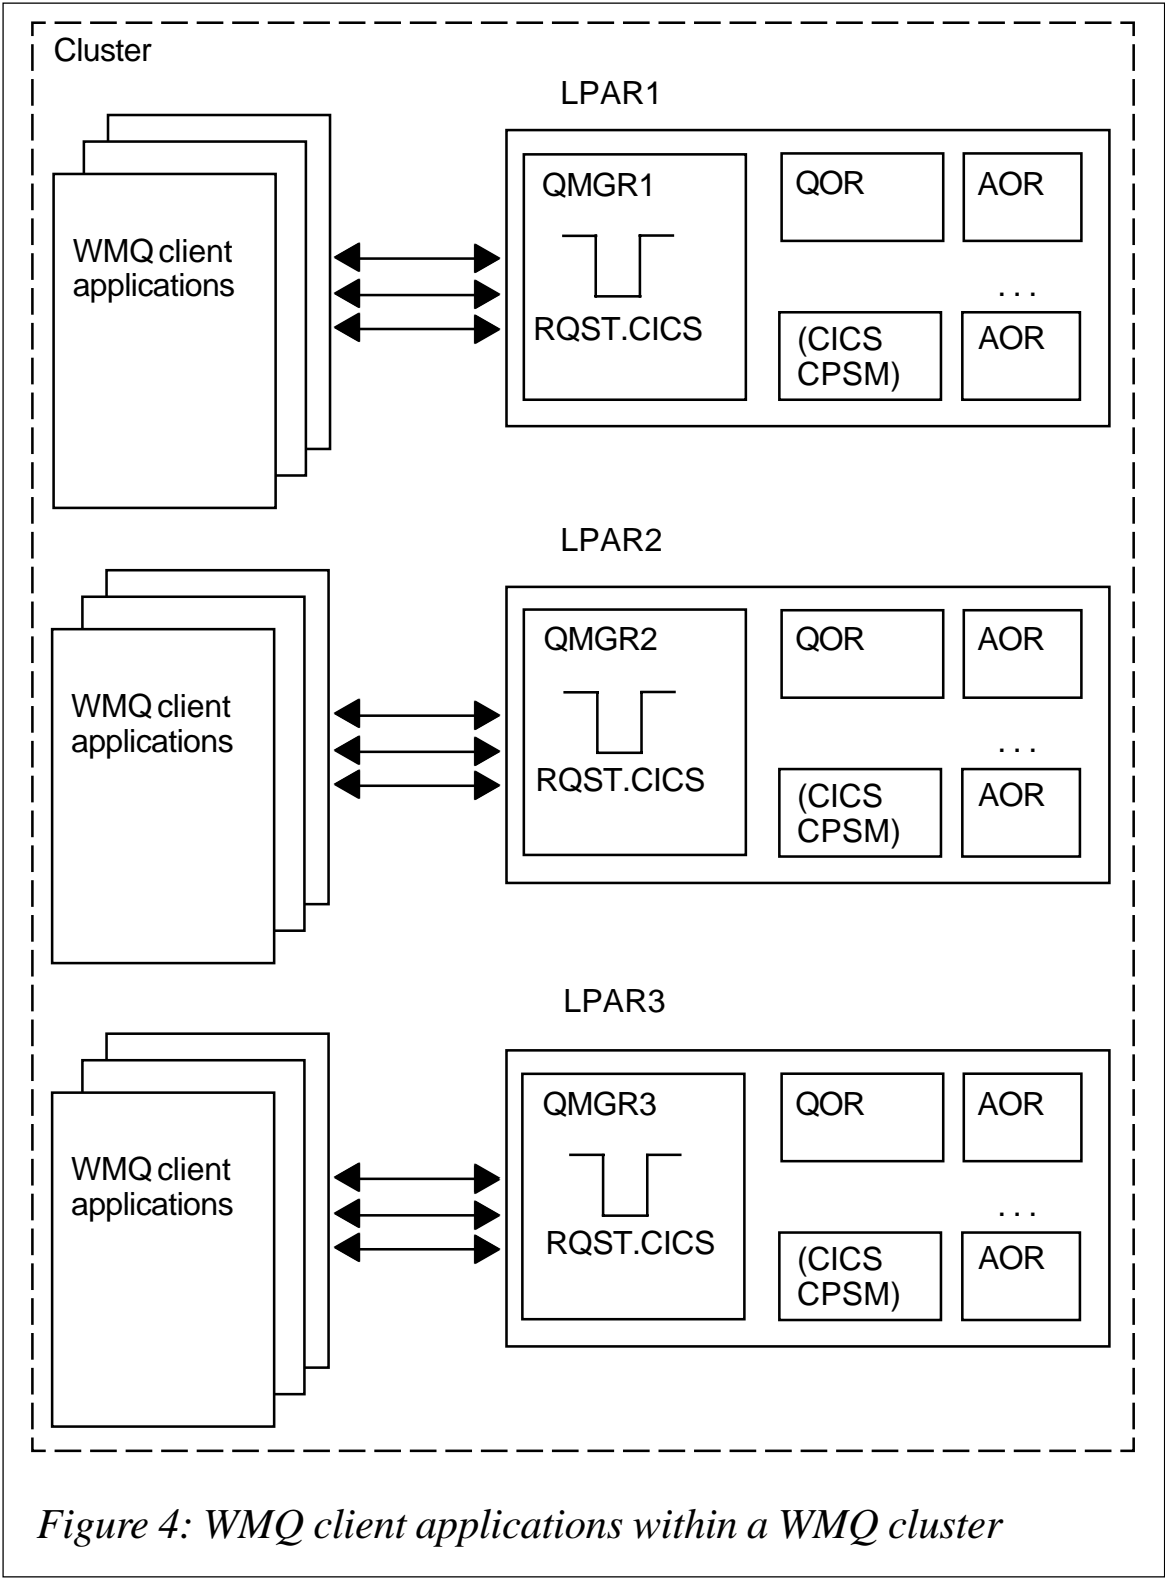 Cluster
LPAR1
WMQ client
applications
QMGR1
RQST.CICS
QOR
AOR
...
(CICS
CPSM)
AOR
LPAR2
WMQ client
applications
QMGR2
RQST.CICS
QOR
AOR
...
(CICS
CPSM)
AOR
LPAR3
WMQ client
applications
QMGR3
RQST.CICS
QOR
AOR
...
(CICS
CPSM)
AOR
Figure 4: WMQ client applications within a WMQ cluster